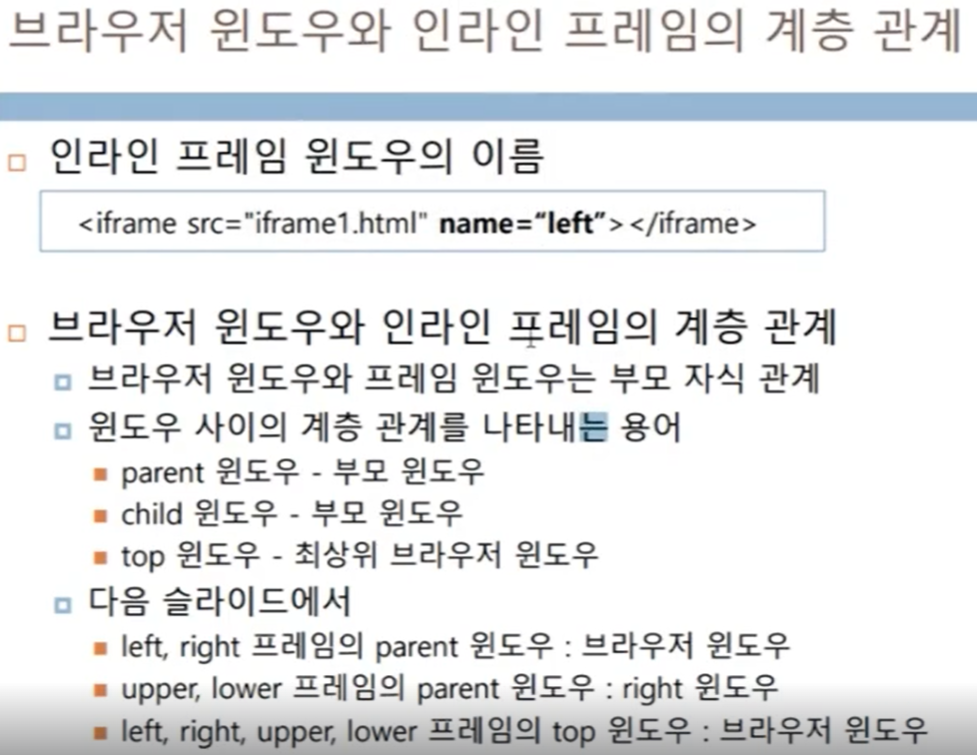 브라우저 윈도우와 인라인 프레임의 계층 관계
인라인 프레임 윈도우의 이름
<iframe src="iframe1.html" name=“left”></iframe>
브라우저 윈도우와 인라인 프레임의 계층 관계
브라우저 윈도우와 프레임 윈도우는 부모 자식 관계
윈도우 사이의 계층 관계를 나타내는 용어
parent 윈도우 - 부모 윈도우
child 윈도우 - 부모 윈도우
top 윈도우 - 최상위 브라우저 윈도우
다음 슬라이드에서
left, right 프레임의 parent 윈도우 : 브라우저 윈도우
upper, lower 프레임의 parent 윈도우 : right 윈도우
left, right, upper, lower 프레임의 top 윈도우 : 브라우저 윈도우